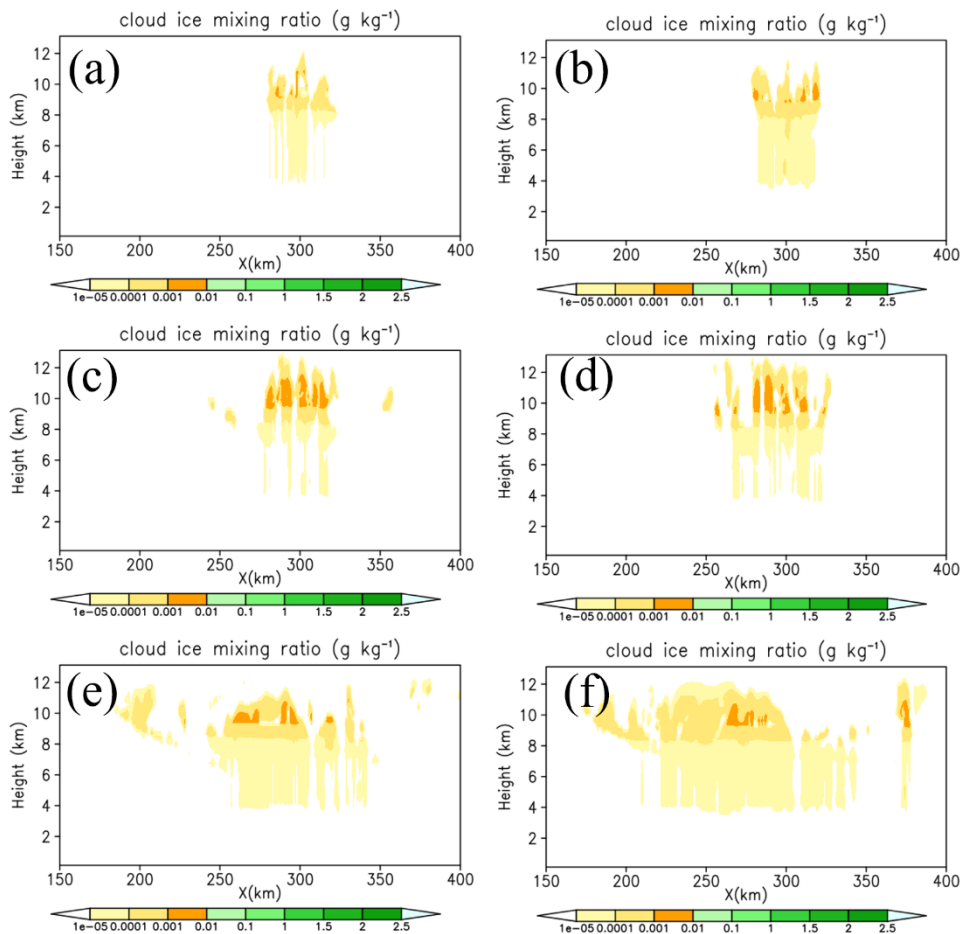 cloud ice mixing ratio (g kg⁻¹)
(a)
12
10
8
6
4
2
Height (km)
150 200 250 300 350 400
X(km)
1e-05 0.0001 0.001 0.01 0.1 1 1.5 2 2.5
cloud ice mixing ratio (g kg⁻¹)
(b)
12
10
8
6
4
2
Height (km)
150 200 250 300 350 400
X(km)
1e-05 0.0001 0.001 0.01 0.1 1 1.5 2 2.5
cloud ice mixing ratio (g kg⁻¹)
(c)
12
10
8
6
4
2
Height (km)
150 200 250 300 350 400
X(km)
1e-05 0.0001 0.001 0.01 0.1 1 1.5 2 2.5
cloud ice mixing ratio (g kg⁻¹)
(d)
12
10
8
6
4
2
Height (km)
150 200 250 300 350 400
X(km)
1e-05 0.0001 0.001 0.01 0.1 1 1.5 2 2.5
cloud ice mixing ratio (g kg⁻¹)
(e)
12
10
8
6
4
2
Height (km)
150 200 250 300 350 400
X(km)
1e-05 0.0001 0.001 0.01 0.1 1 1.5 2 2.5
cloud ice mixing ratio (g kg⁻¹)
(f)
12
10
8
6
4
2
Height (km)
150 200 250 300 350 400
X(km)
1e-05 0.0001 0.001 0.01 0.1 1 1.5 2 2.5